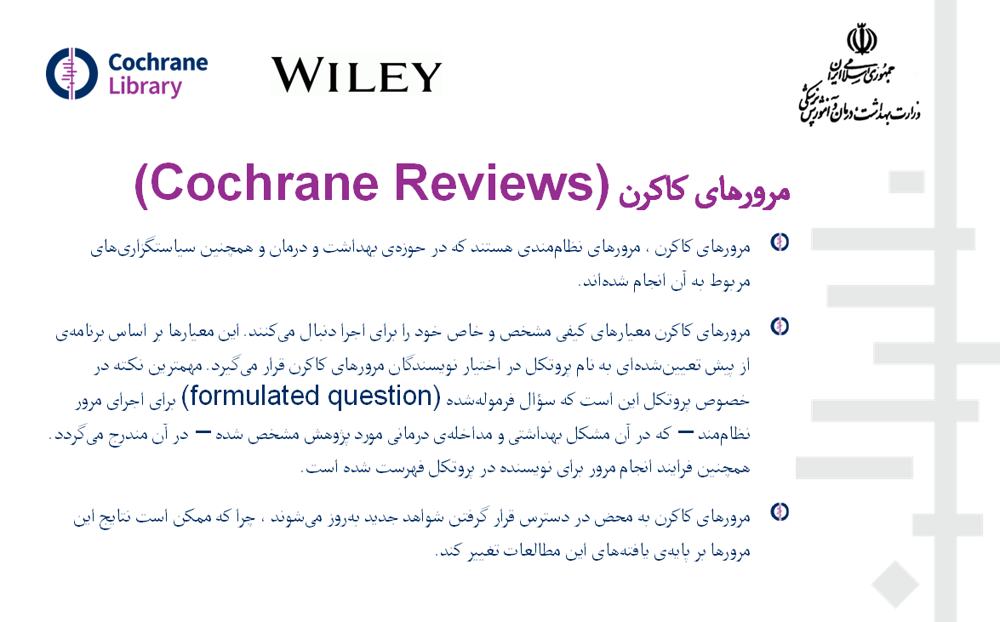 Cochrane
Library
WILEY
جمهوری اسلامی ایران
وزارت بهداشت، درمان و آموزش پزشکی
مرورهای کاکرن (Cochrane Reviews)
مرورهای کاکرن ، مرورهای نظام‌مندی هستند که در حوزه‌ی بهداشت و درمان و همچنین سیاستگزاری‌های
مربوط به آن انجام شده‌اند.
مرورهای کاکرن معیارهای کیفی مشخص و خاص خود را برای اجرا دنبال می‌کنند. این معیارها بر اساس برنامه‌ی
از پیش تعیین‌شده‌ای به نام پروتکل در اختیار نویسندگان مرورهای کاکرن قرار می‌گیرد. مهمترین نکته در
خصوص پروتکل این است که سؤال فرموله‌شده (formulated question) برای اجرای مرور
نظام‌مند – که در آن مشکل بهداشتی و مداخله‌ی درمانی مورد پژوهش مشخص شده – در آن مندرج می‌گردد.
همچنین فرایند انجام مرور برای نویسنده در پروتکل فهرست شده است.
مرورهای کاکرن به محض در دسترس قرار گرفتن شواهد جدید به‌روز می‌شوند ، چرا که ممکن است نتایج این
مرورها بر پایه‌ی یافته‌های این مطالعات تغییر کند.